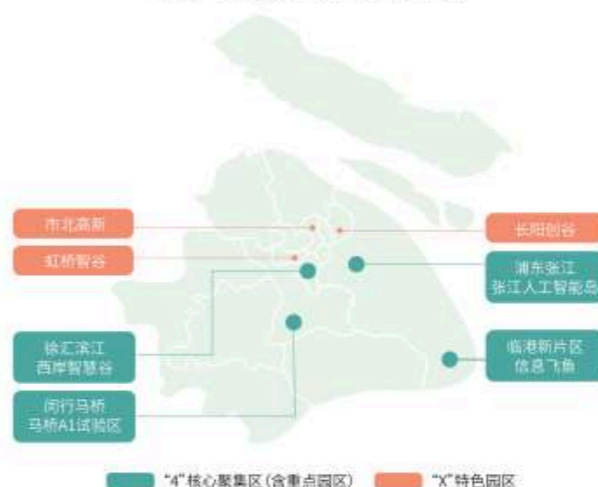 市北高新
虹桥智谷
徐汇滨江
西岸智慧谷
闵行马桥
马桥A1试验区
长阳创谷
浦东张江
张江人工智能岛
临港新片区
信息飞鱼
“4”核心聚集区(含重点园区)
“X”特色园区